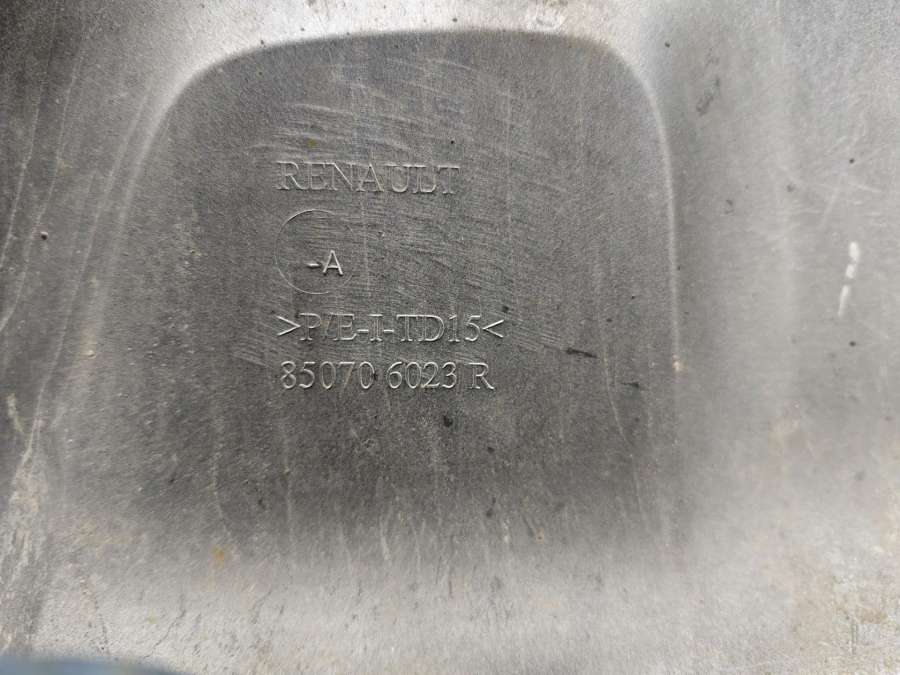 RENAULT
-A
>P/E-I-TD15<
85070 6023 R